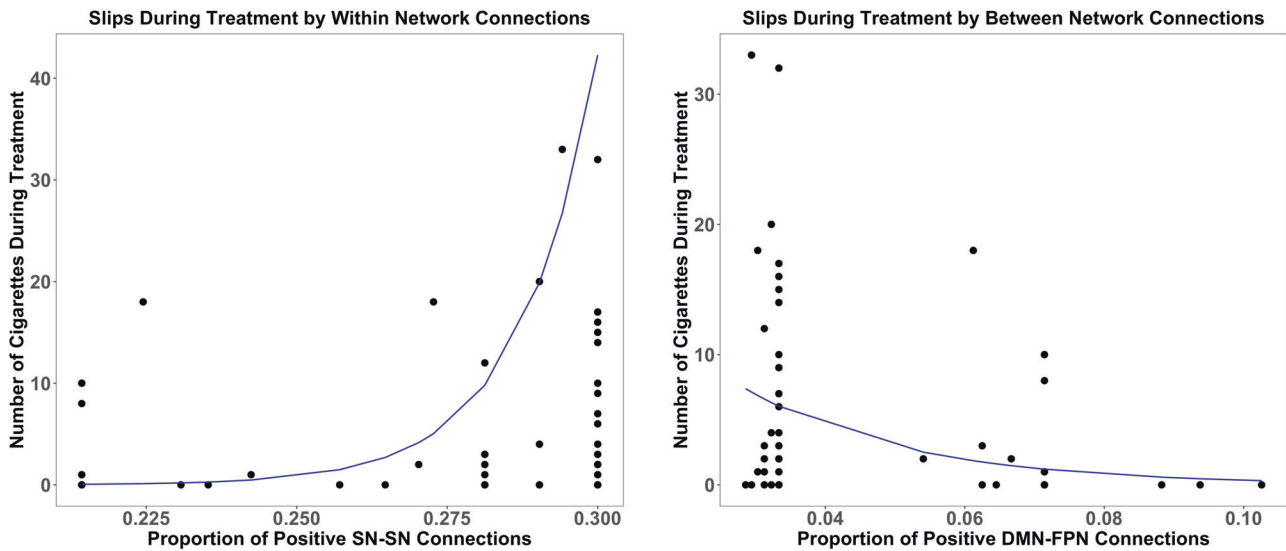 Slips During Treatment by Within Network Connections
Number of Cigarettes During Treatment
40
30
20
10
0
0.225 0.250 0.275 0.300
Proportion of Positive SN-SN Connections
Slips During Treatment by Between Network Connections
Number of Cigarettes During Treatment
30
20
10
0
0.04 0.06 0.08 0.10
Proportion of Positive DMN-FPN Connections